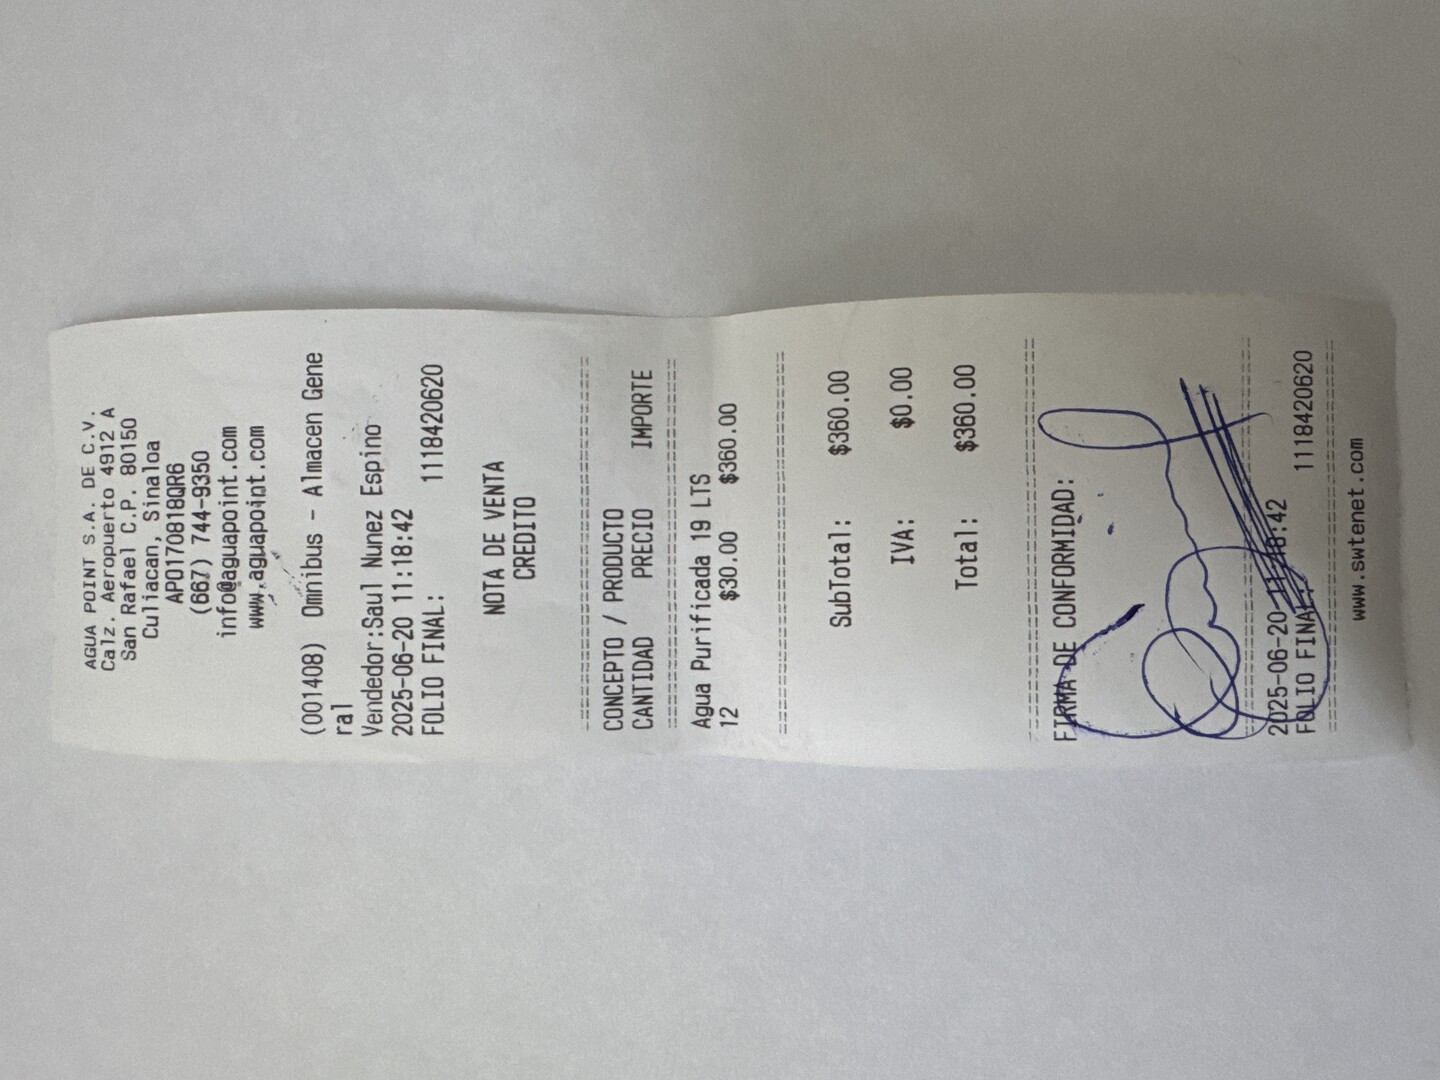 AGUA POINT S.A. DE C.V.
Calz. Aeropuerto 4912 A
San Rafael C.P. 80150
Culiacan, Sinaloa
APO170818QR6
(667) 744-9350
info@aguapoint.com
www.aguapoint.com
(001408) Omnibus - Almacen Gene
ral
Vendedor:Saul Nunez Espino
2025-06-20 11:18:42
FOLIO FINAL: 1118420620
NOTA DE VENTA
CREDITO
================================
CONCEPTO / PRODUCTO
CANTIDAD PRECIO IMPORTE
================================
Agua Purificada 19 LTS
12 $30.00 $360.00
================================
SubTotal: $360.00
IVA: $0.00
Total: $360.00
================================
FIRMA DE CONFORMIDAD:
================================
2025-06-20 11:18:42
FOLIO FINAL: 1118420620
================================
www.swtenet.com